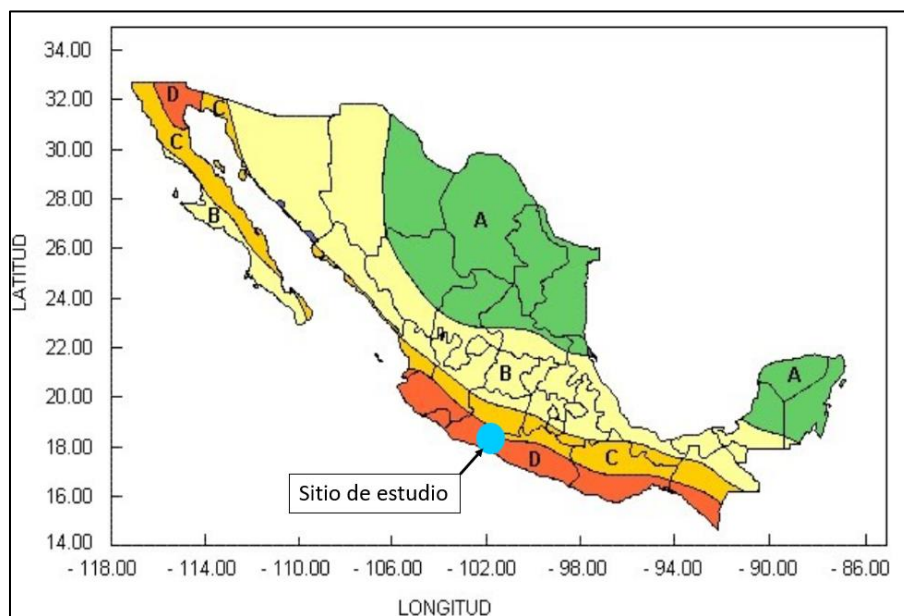 34.00
32.00
30.00
28.00
26.00
24.00
22.00
20.00
18.00
16.00
14.00
LATITUD
D
C
C
B
A
B
A
C
D
Sitio de estudio
- 118.00 - 114.00 - 110.00 - 106.00 - 102.00 - 98.00 - 94.00 - 90.00 - 86.00
LONGITUD